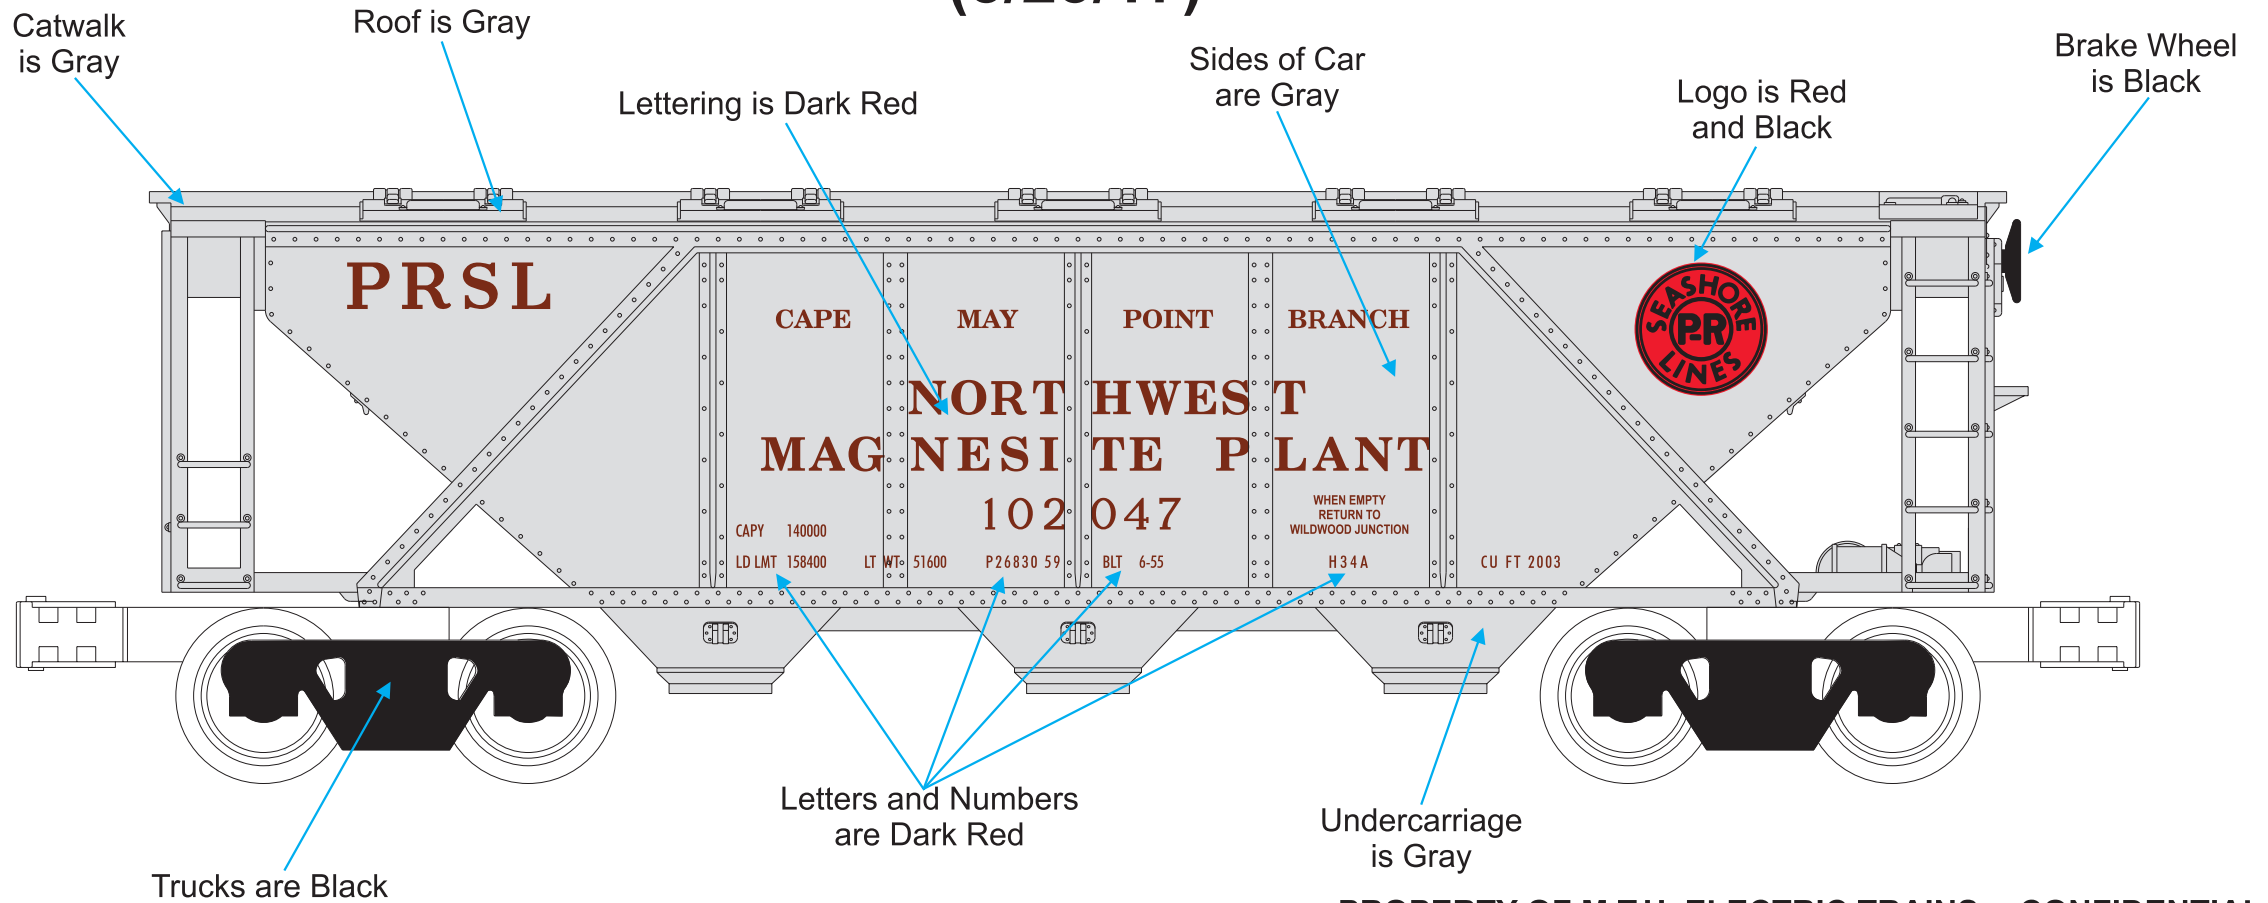 Catwalk
is Gray
Roof is Gray
Lettering is Dark Red
Sides of Car
are Gray
Logo is Red
and Black
Brake Wheel
is Black
PRSL
CAPE MAY POINT BRANCH
NORTHWEST
MAGNESITE PLANT
102047
SEASHORE
P-R
LINES
WHEN EMPTY
RETURN TO
WILDWOOD JUNCTION
CAPY 140000
LD LMT 158400 LT WT 51600 P26830 59 BLT 6-55 H34A CU FT 2003
Letters and Numbers
are Dark Red
Undercarriage
is Gray
Trucks are Black